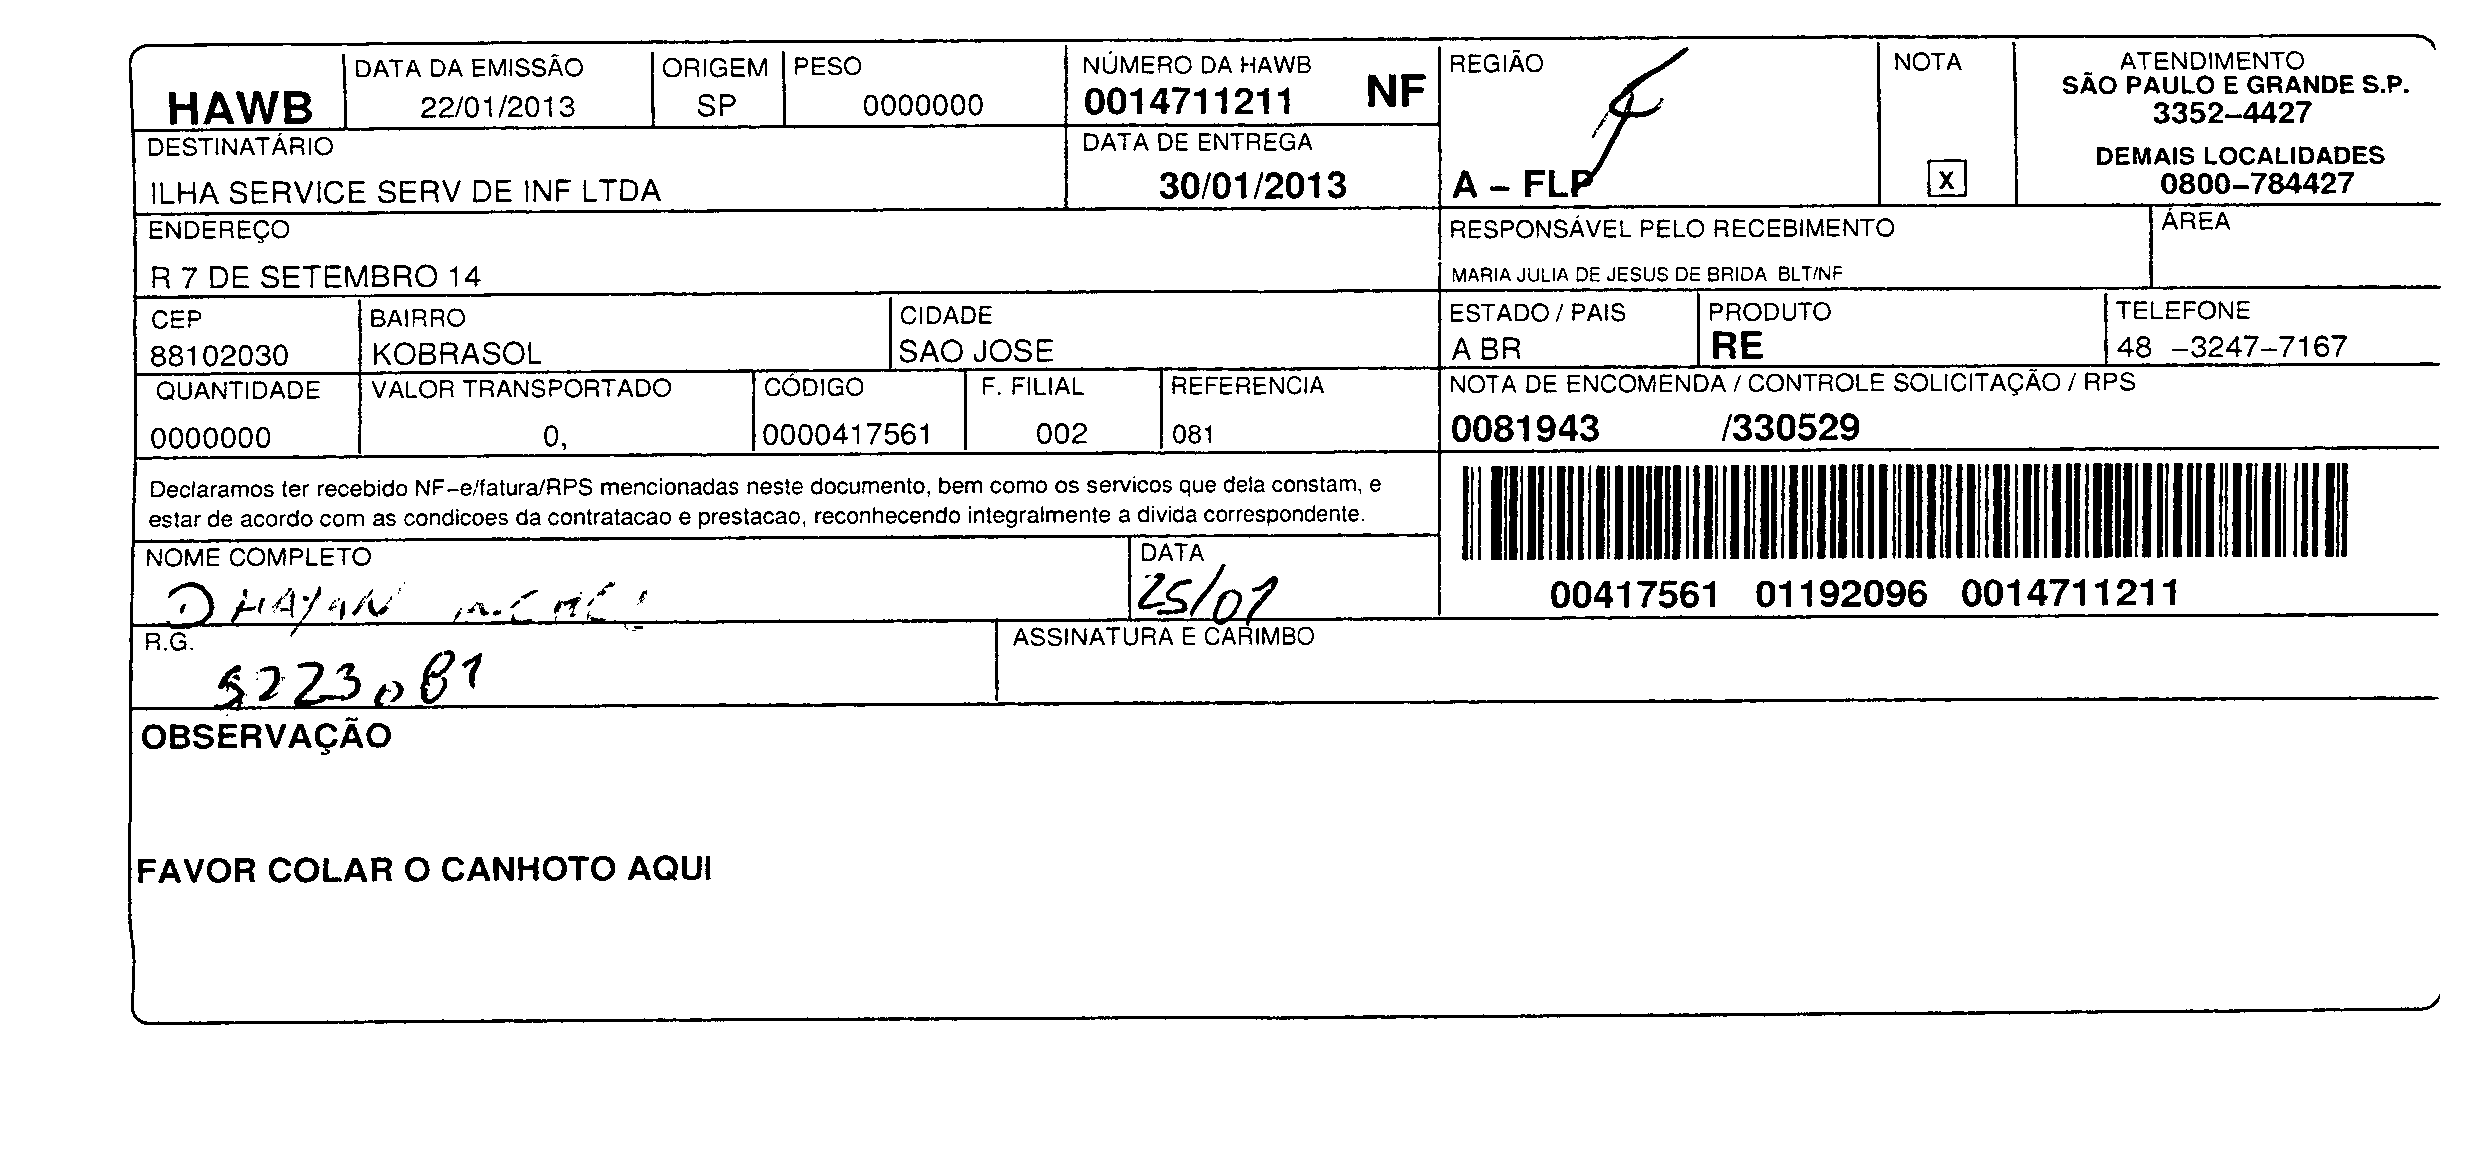 HAWB
DATA DA EMISSÃO
22/01/2013
ORIGEM
SP
PESO
0000000
NÚMERO DA HAWB
0014711211 NF
REGIÃO
A – FLP
NOTA
X
ATENDIMENTO
SÃO PAULO E GRANDE S.P.
3352–4427
DEMAIS LOCALIDADES
0800–784427
DESTINATÁRIO
ILHA SERVICE SERV DE INF LTDA
DATA DE ENTREGA
30/01/2013
ENDEREÇO
R 7 DE SETEMBRO 14
RESPONSÁVEL PELO RECEBIMENTO
MARIA JULIA DE JESUS DE BRIDA BLT/NF
ÁREA
CEP
88102030
BAIRRO
KOBRASOL
CIDADE
SAO JOSE
ESTADO / PAIS
A BR
PRODUTO
RE
TELEFONE
48 –3247–7167
QUANTIDADE
0000000
VALOR TRANSPORTADO
0,
CÓDIGO
0000417561
F. FILIAL
002
REFERENCIA
081
NOTA DE ENCOMENDA / CONTROLE SOLICITAÇÃO / RPS
0081943 /330529
Declaramos ter recebido NF–e/fatura/RPS mencionadas neste documento, bem como os servicos que dela constam, e
estar de acordo com as condicoes da contratacao e prestacao, reconhecendo integralmente a divida correspondente.
00417561 01192096 0014711211
NOME COMPLETO
DHAYAN
DATA
25/01
R.G.
ASSINATURA E CARIMBO
OBSERVAÇÃO
FAVOR COLAR O CANHOTO AQUI